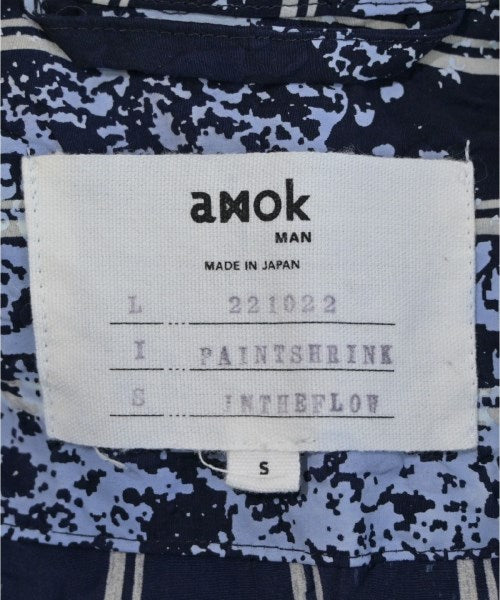 amok
MAN
MADE IN JAPAN
L 221022
I PAINTSHRINK
S INTHEFLOW
S